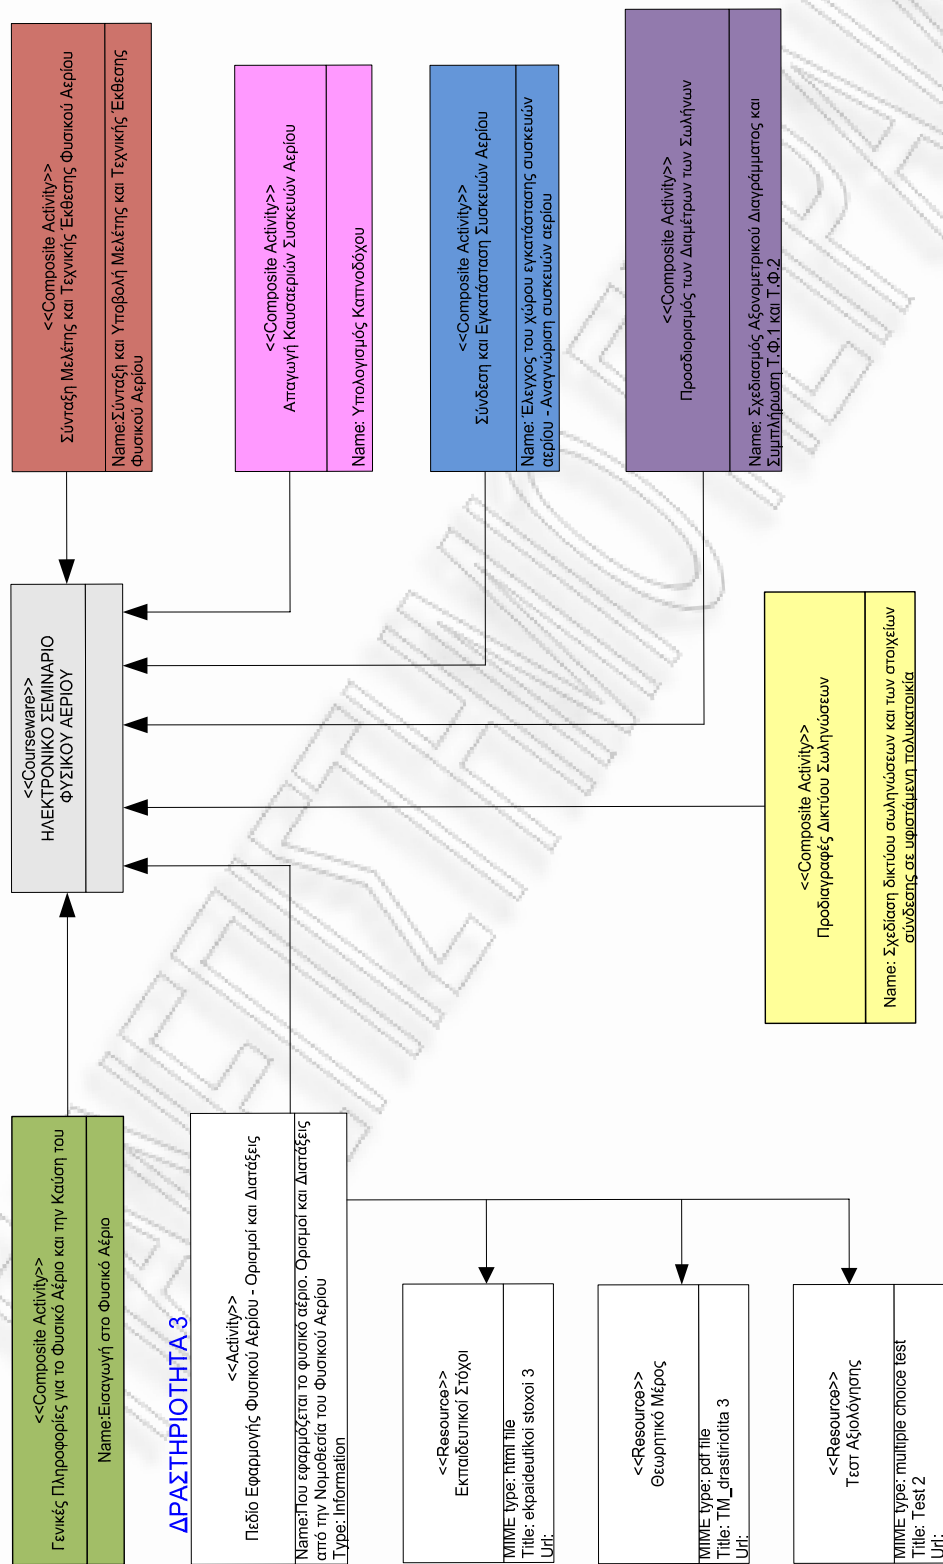 <<Composite Activity>>
Γενικές Πληροφορίες για το Φυσικό Αέριο και την Καύση του
Name:Εισαγωγή στο Φυσικό Αέριο
<<Courseware>>
ΗΛΕΚΤΡΟΝΙΚΟ ΣΕΜΙΝΑΡΙΟ
ΦΥΣΙΚΟΥ ΑΕΡΙΟΥ
<<Composite Activity>>
Σύνταξη Μελέτης και Τεχνικής Έκθεσης Φυσικού Αερίου
Name:Σύνταξη και Υποβολή Μελέτης και Τεχνικής Έκθεσης
Φυσικού Αερίου
ΔΡΑΣΤΗΡΙΟΤΗΤΑ 3
<<Activity>>
Πεδίο Εφαρμογής Φυσικού Αερίου - Ορισμοί και Διατάξεις
Name:Που εφαρμόζεται το φυσικό αέριο. Ορισμοί και Διατάξεις
από την Νομοθεσία του Φυσικού Αερίου
Type: Information
<<Composite Activity>>
Απαγωγή Καυσαεριών Συσκευών Αερίου
Name: Υπολογισμός Καπνοδόχου
<<Resource>>
Εκπαιδευτικοί Στόχοι
MIME type: html file
Title: ekpaideutikoi stoxoi 3
Url:
<<Composite Activity>>
Σύνδεση και Εγκατάσταση Συσκευών Αερίου
Name: Έλεγχος του χώρου εγκατάστασης συσκευών
αερίου - Αναγνώριση συσκευών αερίου
<<Resource>>
Θεωρητικό Μέρος
MIME type: pdf file
Title: TM_drastiriotita 3
Url:
<<Composite Activity>>
Προσδιορισμός των Διαμέτρων των Σωλήνων
Name: Σχεδιασμός Αξονομετρικού Διαγράμματος και
Συμπλήρωση Τ.Φ.1 και Τ.Φ.2
<<Resource>>
Τεστ Αξιολόγησης
MIME type: multiple choice test
Title: Test 2
Url:
<<Composite Activity>>
Προδιαγραφές Δικτύου Σωληνώσεων
Name: Σχεδίαση δικτύου σωληνώσεων και των στοιχείων
σύνδεσης σε υφιστάμενη πολυκατοικία